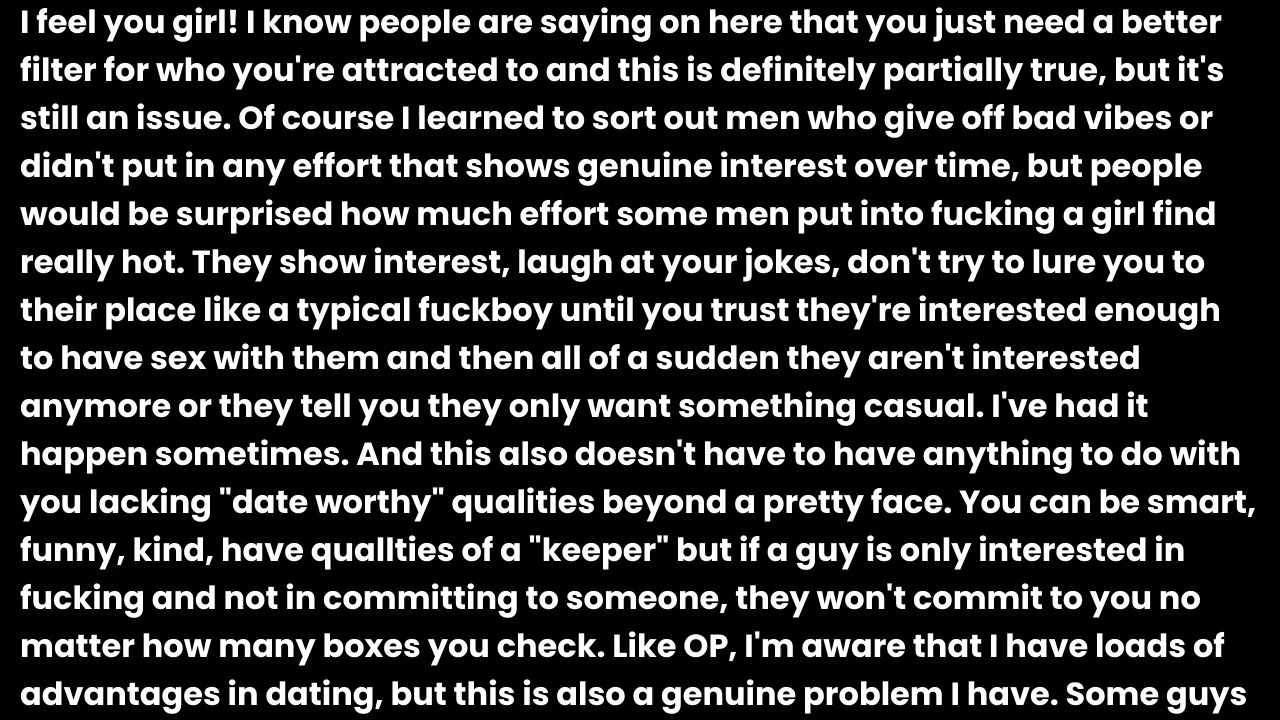 I feel you girl! I know people are saying on here that you just need a better
filter for who you're attracted to and this is definitely partially true, but it's
still an issue. Of course I learned to sort out men who give off bad vibes or
didn't put in any effort that shows genuine interest over time, but people
would be surprised how much effort some men put into fucking a girl find
really hot. They show interest, laugh at your jokes, don't try to lure you to
their place like a typical fuckboy until you trust they're interested enough
to have sex with them and then all of a sudden they aren't interested
anymore or they tell you they only want something casual. I've had it
happen sometimes. And this also doesn't have to have anything to do with
you lacking "date worthy" qualities beyond a pretty face. You can be smart,
funny, kind, have quallties of a "keeper" but if a guy is only interested in
fucking and not in committing to someone, they won't commit to you no
matter how many boxes you check. Like OP, I'm aware that I have loads of
advantages in dating, but this is also a genuine problem I have. Some guys